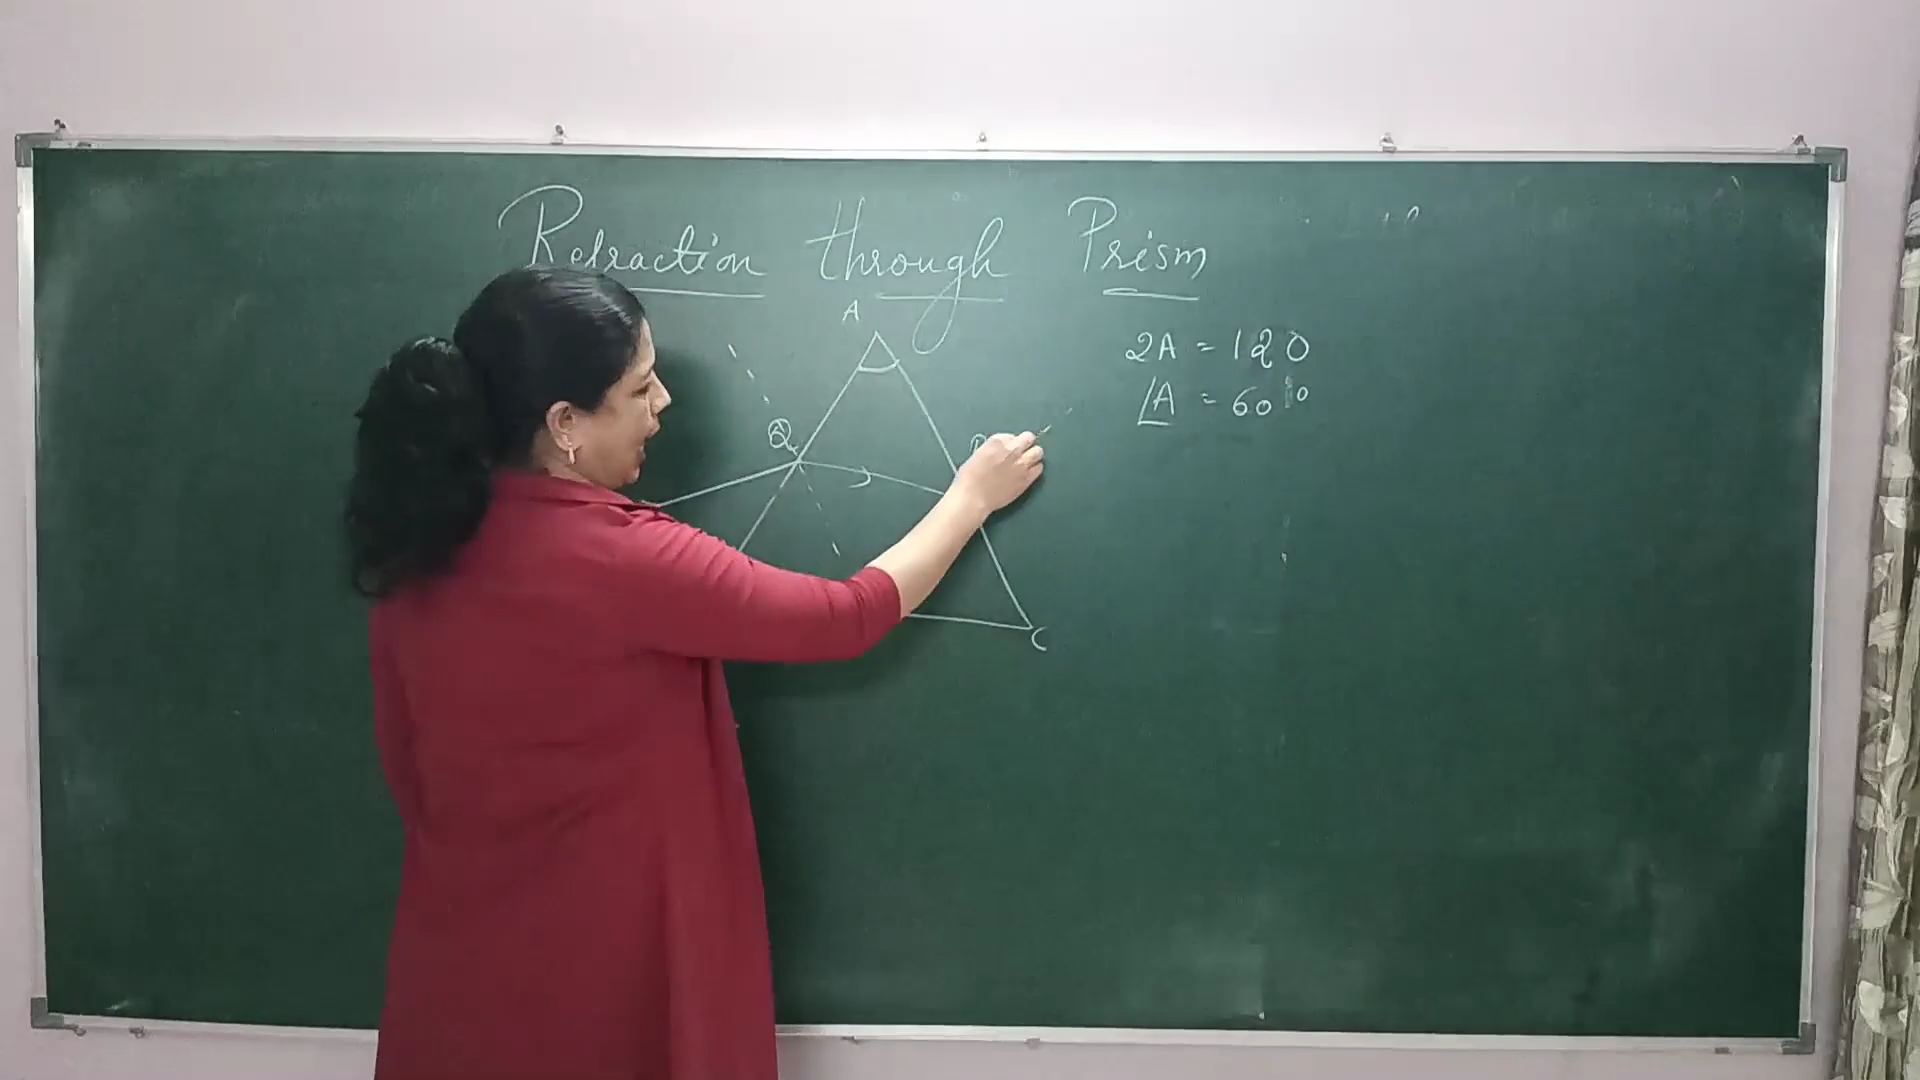 Refraction through Prism
A
2A = 120
∠A = 60°
Q
C